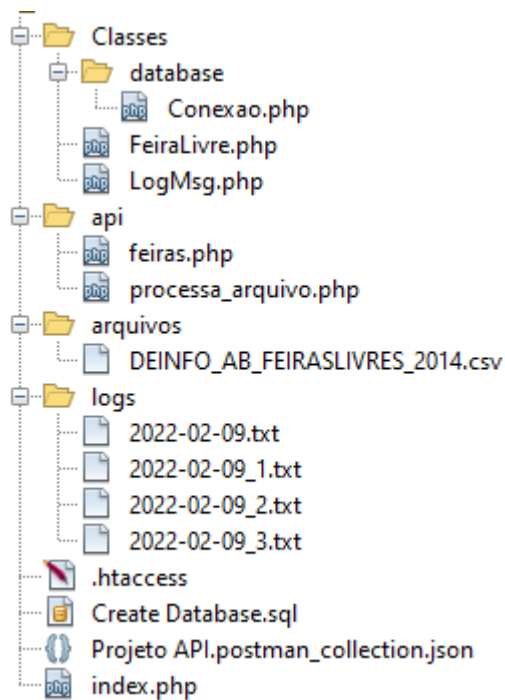 Classes
database
Conexao.php
FeiraLivre.php
LogMsg.php
api
feiras.php
processa_arquivo.php
arquivos
DEINFO_AB_FEIRASLIVRES_2014.csv
logs
2022-02-09.txt
2022-02-09_1.txt
2022-02-09_2.txt
2022-02-09_3.txt
.htaccess
Create Database.sql
Projeto API.postman_collection.json
index.php